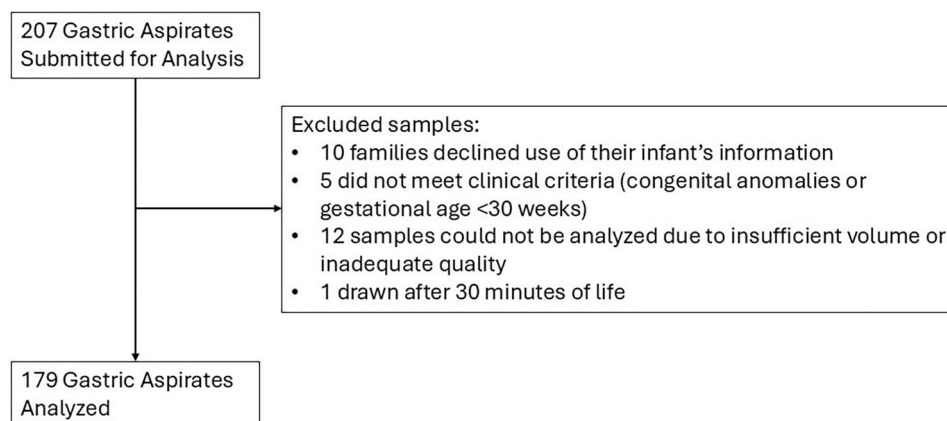 207 Gastric Aspirates
Submitted for Analysis
Excluded samples:
• 10 families declined use of their infant’s information
• 5 did not meet clinical criteria (congenital anomalies or
gestational age <30 weeks)
• 12 samples could not be analyzed due to insufficient volume or
inadequate quality
• 1 drawn after 30 minutes of life
179 Gastric Aspirates
Analyzed